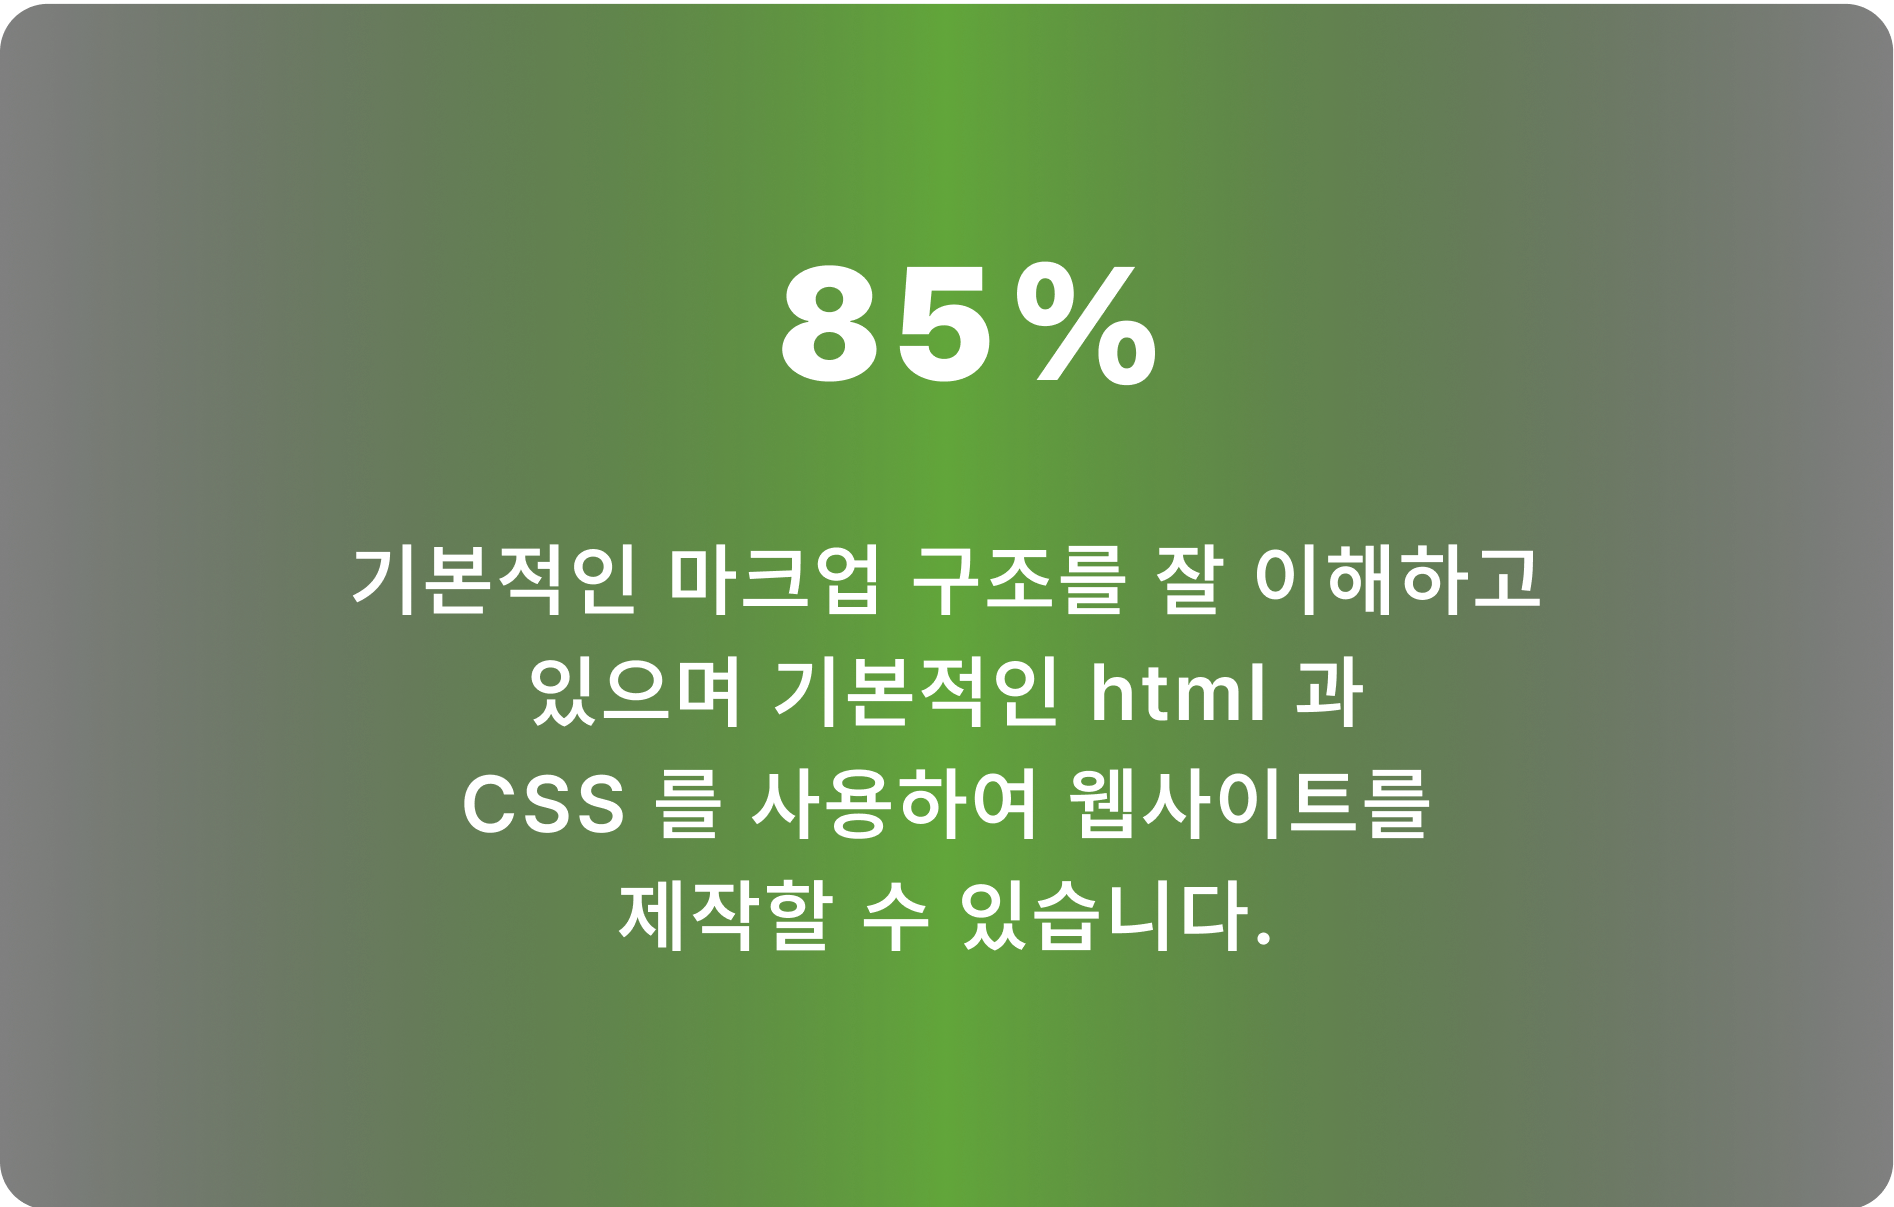 85%
기본적인 마크업 구조를 잘 이해하고
있으며 기본적인 html 과
CSS 를 사용하여 웹사이트를
제작할 수 있습니다.